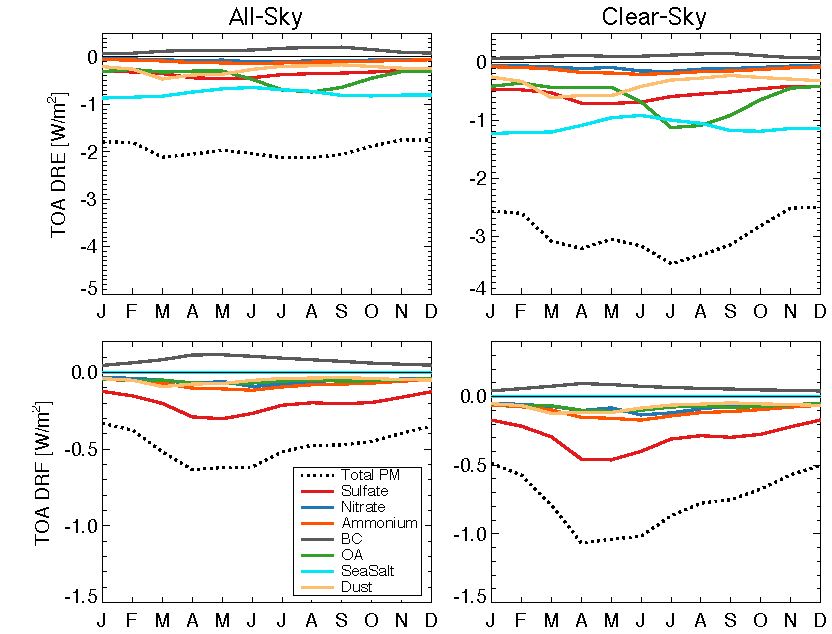 All-Sky
Clear-Sky
TOA DRE [W/m²]
0
-1
-2
-3
-4
-5
J F M A M J J A S O N D
0
-1
-2
-3
-4
J F M A M J J A S O N D
TOA DRF [W/m²]
0.0
-0.5
-1.0
-1.5
J F M A M J J A S O N D
Total PM
Sulfate
Nitrate
Ammonium
BC
OA
SeaSalt
Dust
0.0
-0.5
-1.0
-1.5
J F M A M J J A S O N D